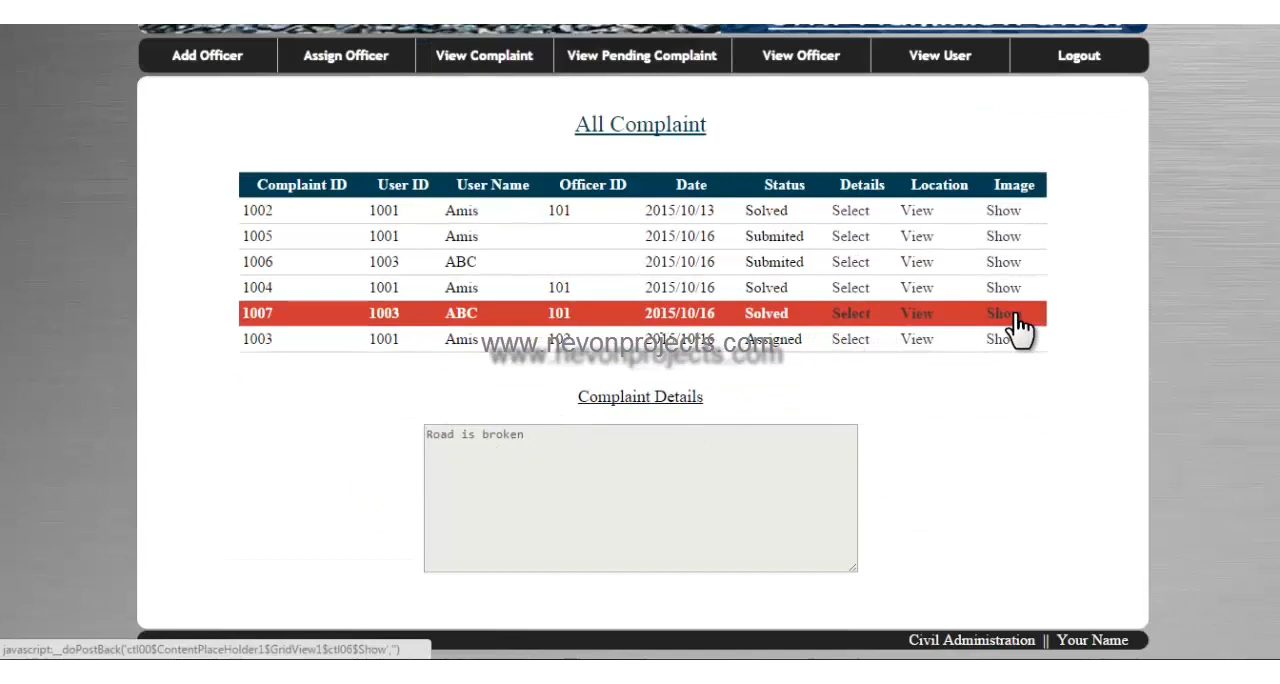 Add Officer Assign Officer View Complaint View Pending Complaint View Officer View User Logout
All Complaint
Complaint ID User ID User Name Officer ID Date Status Details Location Image
1002 1001 Amis 101 2015/10/13 Solved Select View Show
1005 1001 Amis 2015/10/16 Submited Select View Show
1006 1003 ABC 2015/10/16 Submited Select View Show
1004 1001 Amis 101 2015/10/16 Solved Select View Show
1007 1003 ABC 101 2015/10/16 Solved Select View Show
1003 1001 Amis 2015/10/16 Assigned Select View
www.nevonprojects.com
Complaint Details
Road is broken
Civil Administration || Your Name
javascript:__doPostBack('ctl00$ContentPlaceHolder1$GridView1$ctl06$Show','')